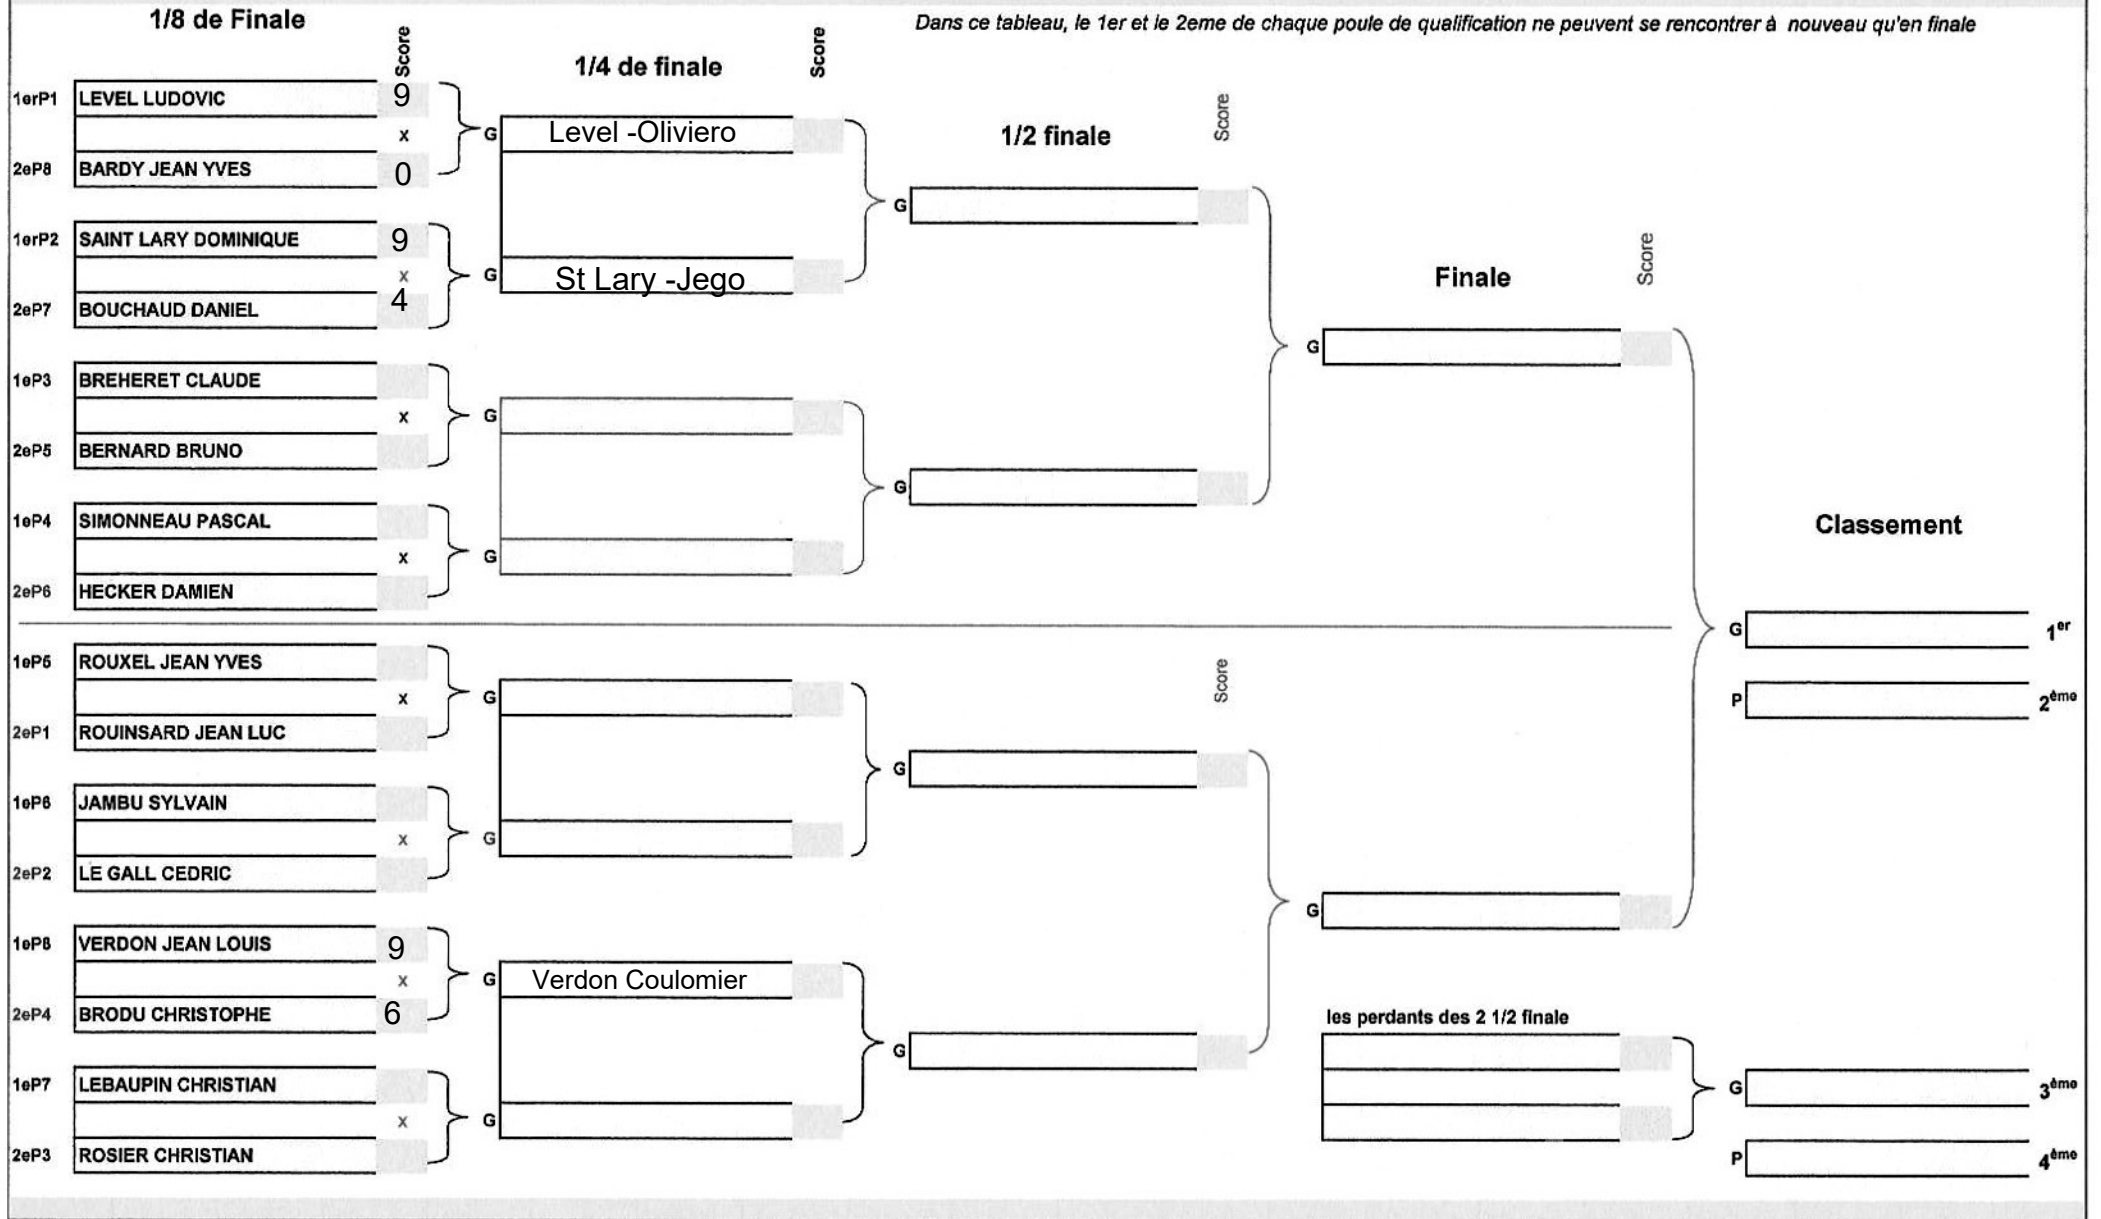 1/8 de Finale
Score
Dans ce tableau, le 1er et le 2eme de chaque poule de qualification ne peuvent se rencontrer à nouveau qu'en finale
1/4 de finale
Score
1/2 finale
Score
Finale
Score
Classement
1erP1 LEVEL LUDOVIC 9
x
2eP8 BARDY JEAN YVES 0
G Level -Oliviero
1erP2 SAINT LARY DOMINIQUE 9
x
2eP7 BOUCHAUD DANIEL 4
G St Lary -Jego
G
1eP3 BREHERET CLAUDE
x
2eP5 BERNARD BRUNO
G
1eP4 SIMONNEAU PASCAL
x
2eP6 HECKER DAMIEN
G
G
G
1eP5 ROUXEL JEAN YVES
x
2eP1 ROUINSARD JEAN LUC
G
1eP6 JAMBU SYLVAIN
x
2eP2 LE GALL CEDRIC
G
Score
G
1eP8 VERDON JEAN LOUIS 9
x
2eP4 BRODU CHRISTOPHE 6
G Verdon Coulomier
1eP7 LEBAUPIN CHRISTIAN
x
2eP3 ROSIER CHRISTIAN
G
G
G
G 1er
P 2ème
les perdants des 2 1/2 finale
G 3ème
P 4ème